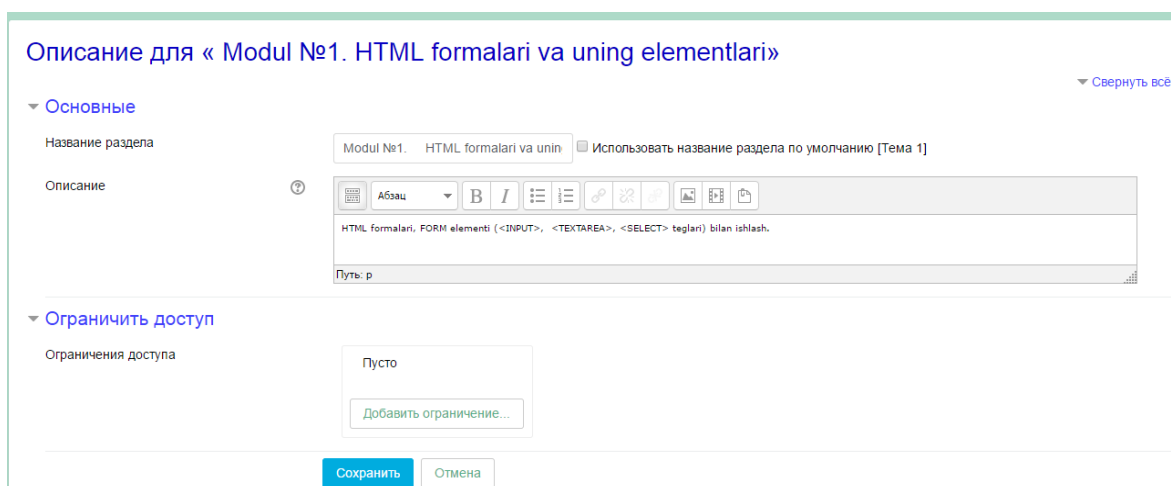 Описание для « Modul №1. HTML formalari va uning elementlari»
Свернуть всё
Основные
Название раздела
Modul №1. HTML formalari va unin
Использовать название раздела по умолчанию [Тема 1]
Описание
Абзац
B I
HTML formalari, FORM elementi (<INPUT>, <TEXTAREA>, <SELECT> teglari) bilan ishlash.
Путь: p
Ограничить доступ
Ограничения доступа
Пусто
Добавить ограничение...
Сохранить Отмена